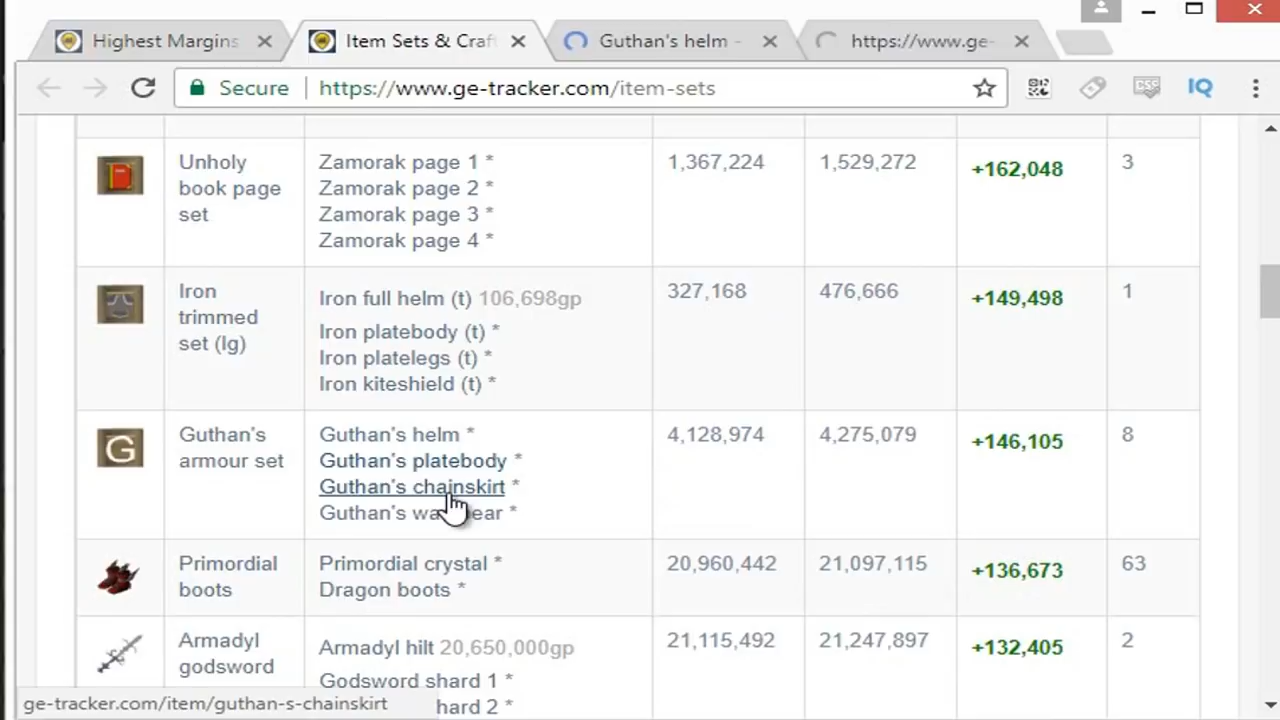 Highest Margins
Item Sets & Craf
Guthan's helm -
https://www.ge-
Secure | https://www.ge-tracker.com/item-sets
IQ
Unholy book page set
Zamorak page 1 *
Zamorak page 2 *
Zamorak page 3 *
Zamorak page 4 *
1,367,224 1,529,272 +162,048 3
Iron trimmed set (lg)
Iron full helm (t) 106,698gp
Iron platebody (t) *
Iron platelegs (t) *
Iron kiteshield (t) *
327,168 476,666 +149,498 1
G
Guthan's armour set
Guthan's helm *
Guthan's platebody *
Guthan's chainskirt *
Guthan's wa ear *
4,128,974 4,275,079 +146,105 8
Primordial boots
Primordial crystal *
Dragon boots *
20,960,442 21,097,115 +136,673 63
Armadyl godsword
Armadyl hilt 20,650,000gp
Godsword shard 1 *
hard 2 *
21,115,492 21,247,897 +132,405 2
ge-tracker.com/item/guthan-s-chainskirt